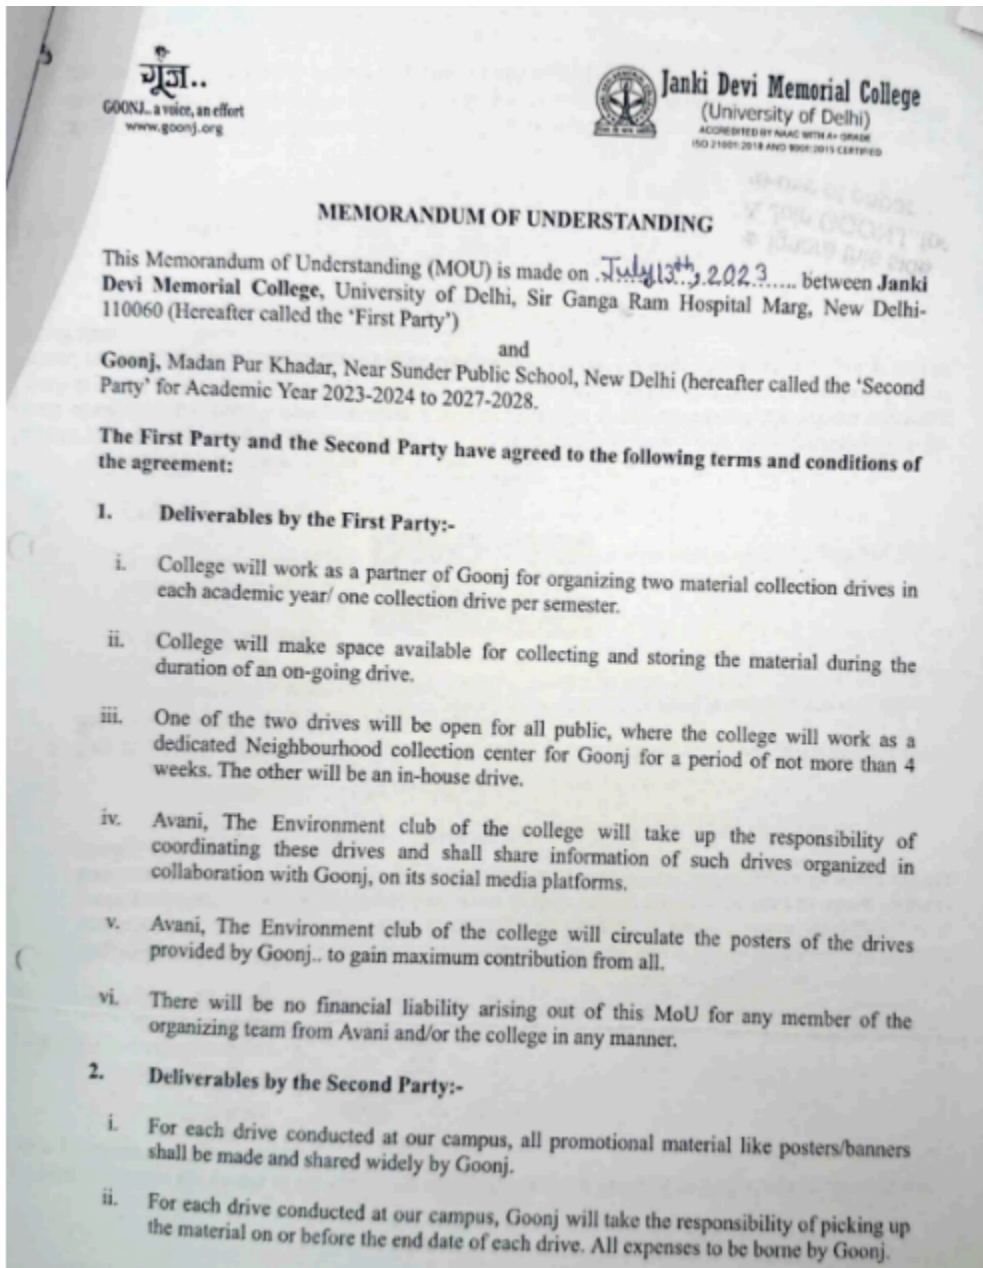 गूंज..
GOONJ.. a voice, an effort
www.goonj.org
Janki Devi Memorial College
(University of Delhi)
ACCREDITED BY NAAC WITH A+ GRADE
ISO 21001:2018 AND 9001:2015 CERTIFIED
MEMORANDUM OF UNDERSTANDING
This Memorandum of Understanding (MOU) is made on .July 13th, 2023..... between Janki
Devi Memorial College, University of Delhi, Sir Ganga Ram Hospital Marg, New Delhi-
110060 (Hereafter called the ‘First Party’)
and
Goonj, Madan Pur Khadar, Near Sunder Public School, New Delhi (hereafter called the ‘Second
Party’ for Academic Year 2023-2024 to 2027-2028.
The First Party and the Second Party have agreed to the following terms and conditions of
the agreement:
1. Deliverables by the First Party:-
i. College will work as a partner of Goonj for organizing two material collection drives in
each academic year/ one collection drive per semester.
ii. College will make space available for collecting and storing the material during the
duration of an on-going drive.
iii. One of the two drives will be open for all public, where the college will work as a
dedicated Neighbourhood collection center for Goonj for a period of not more than 4
weeks. The other will be an in-house drive.
iv. Avani, The Environment club of the college will take up the responsibility of
coordinating these drives and shall share information of such drives organized in
collaboration with Goonj, on its social media platforms.
v. Avani, The Environment club of the college will circulate the posters of the drives
provided by Goonj.. to gain maximum contribution from all.
vi. There will be no financial liability arising out of this MoU for any member of the
organizing team from Avani and/or the college in any manner.
2. Deliverables by the Second Party:-
i. For each drive conducted at our campus, all promotional material like posters/banners
shall be made and shared widely by Goonj.
ii. For each drive conducted at our campus, Goonj will take the responsibility of picking up
the material on or before the end date of each drive. All expenses to be borne by Goonj.